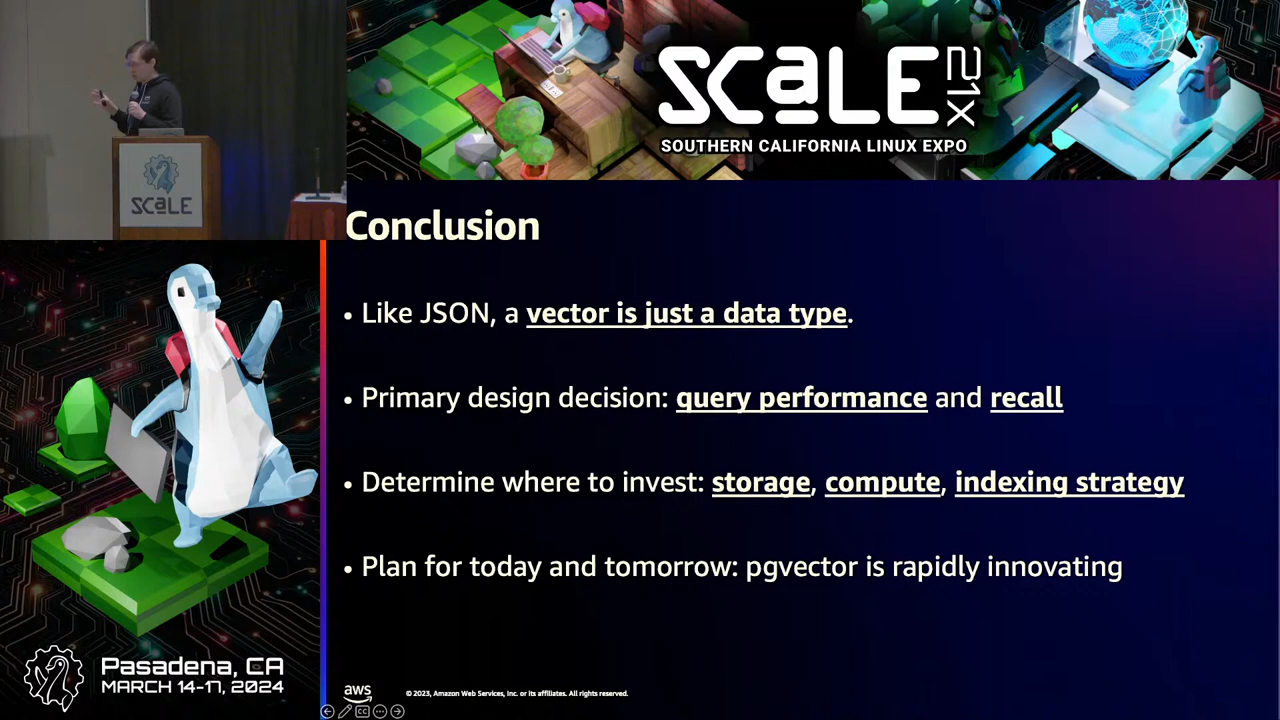 SCALE 21X
SOUTHERN CALIFORNIA LINUX EXPO
SCALE
Conclusion
• Like JSON, a vector is just a data type.
• Primary design decision: query performance and recall
• Determine where to invest: storage, compute, indexing strategy
• Plan for today and tomorrow: pgvector is rapidly innovating
Pasadena, CA
MARCH 14-17, 2024
aws
© 2023, Amazon Web Services, Inc. or its affiliates. All rights reserved.
CC